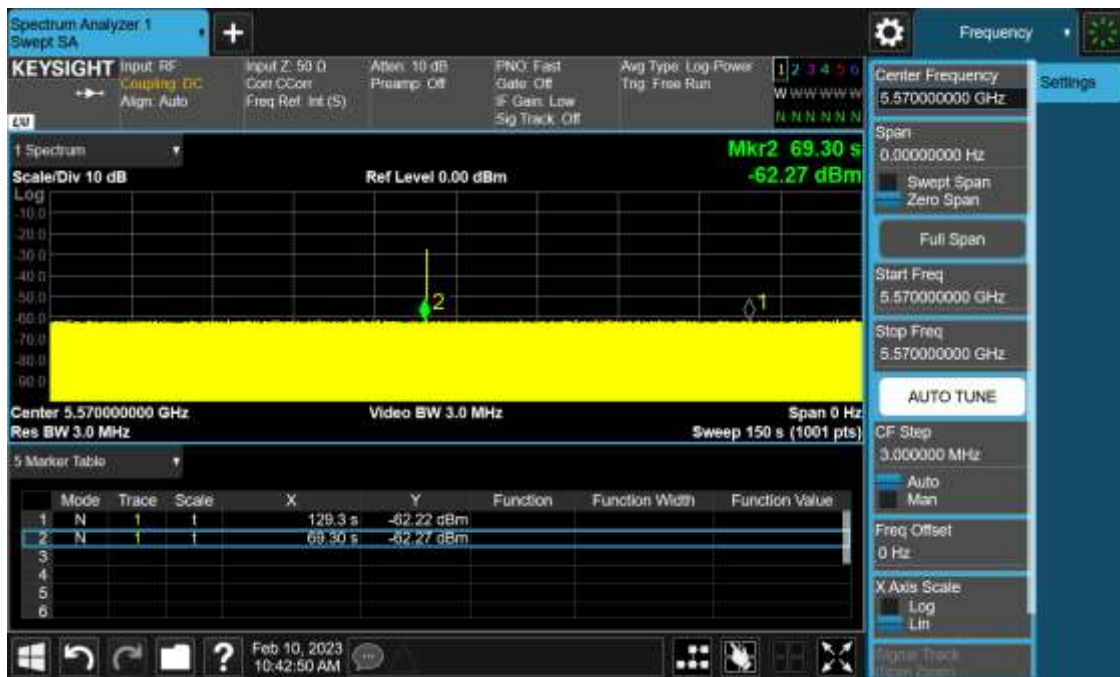 Spectrum Analyzer 1
Swept SA
Frequency
KEYSIGHT
Input: RF
Coupling: DC
Align: Auto
Input Z: 50 Ω
Corr CCorr
Freq Ref: Int (S)
Atten: 10 dB
Preamp: Off
PNO: Fast
Gate: Off
IF Gain: Low
Sig Track: Off
Avg Type: Log-Power
Trig: Free Run
1 2 3 4 5 6
W W W W W W
N N N N N N
LXI
1 Spectrum
Mkr2 69.30 s
Scale/Div 10 dB
Ref Level 0.00 dBm
-62.27 dBm
Log
-10.0
-20.0
-30.0
-40.0
-50.0
-60.0
-70.0
-80.0
-90.0
2
1
Center 5.570000000 GHz
Video BW 3.0 MHz
Span 0 Hz
Res BW 3.0 MHz
Sweep 150 s (1001 pts)
5 Marker Table
Mode Trace Scale X Y Function Function Width Function Value
1 N 1 t 129.3 s -62.22 dBm
2 N 1 t 69.30 s -62.27 dBm
3
4
5
6
Feb 10, 2023
10:42:50 AM
Center Frequency
5.570000000 GHz
Settings
Span
0.00000000 Hz
Swept Span
Zero Span
Full Span
Start Freq
5.570000000 GHz
Stop Freq
5.570000000 GHz
AUTO TUNE
CF Step
3.000000 MHz
Auto
Man
Freq Offset
0 Hz
X Axis Scale
Log
Lin
Signal Track